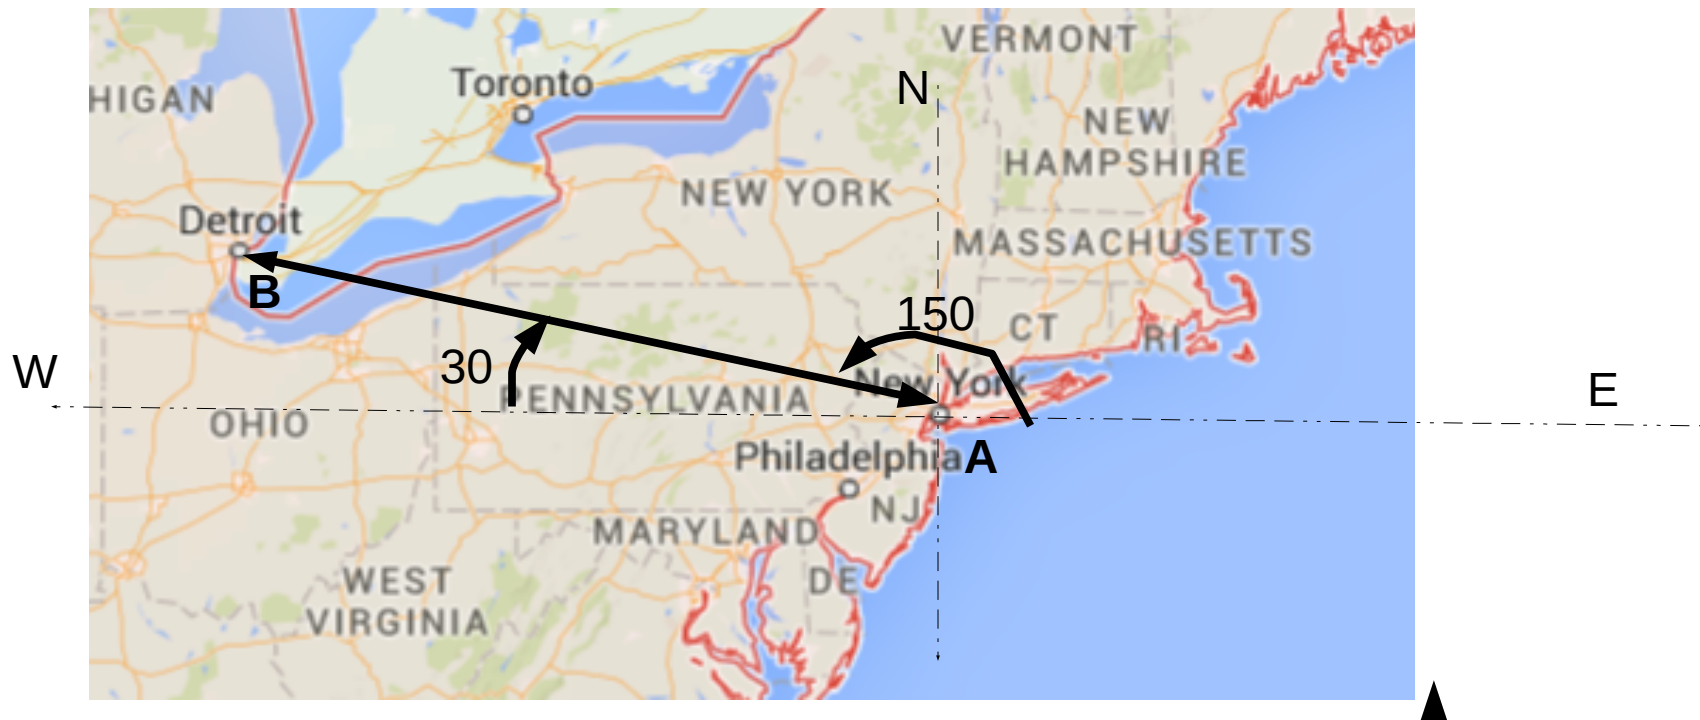 VERMONT
Toronto
N
HIGAN
NEW
HAMPSHIRE
NEW YORK
Detroit
MASSACHUSETTS
B
150
CT
RI
W
30
New York
E
PENNSYLVANIA
OHIO
Philadelphia
A
NJ
MARYLAND
WEST
VIRGINIA
DE